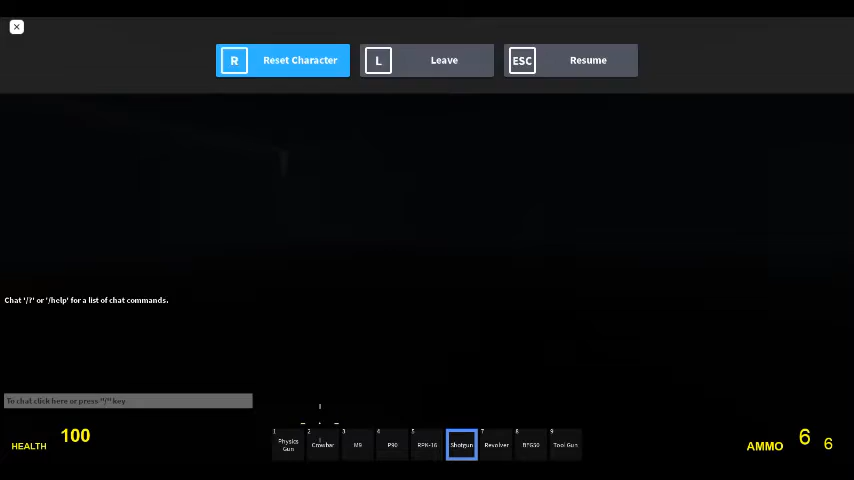 R Reset Character L Leave ESC Resume
Chat '/?' or '/help' for a list of chat commands.
To chat click here or press "/" key
HEALTH 100
1 2 3 4 5 7 8 9
Physics Gun Crowbar M9 P90 RPK-16 Shotgun Revolver Tool Gun
AMMO 6 6